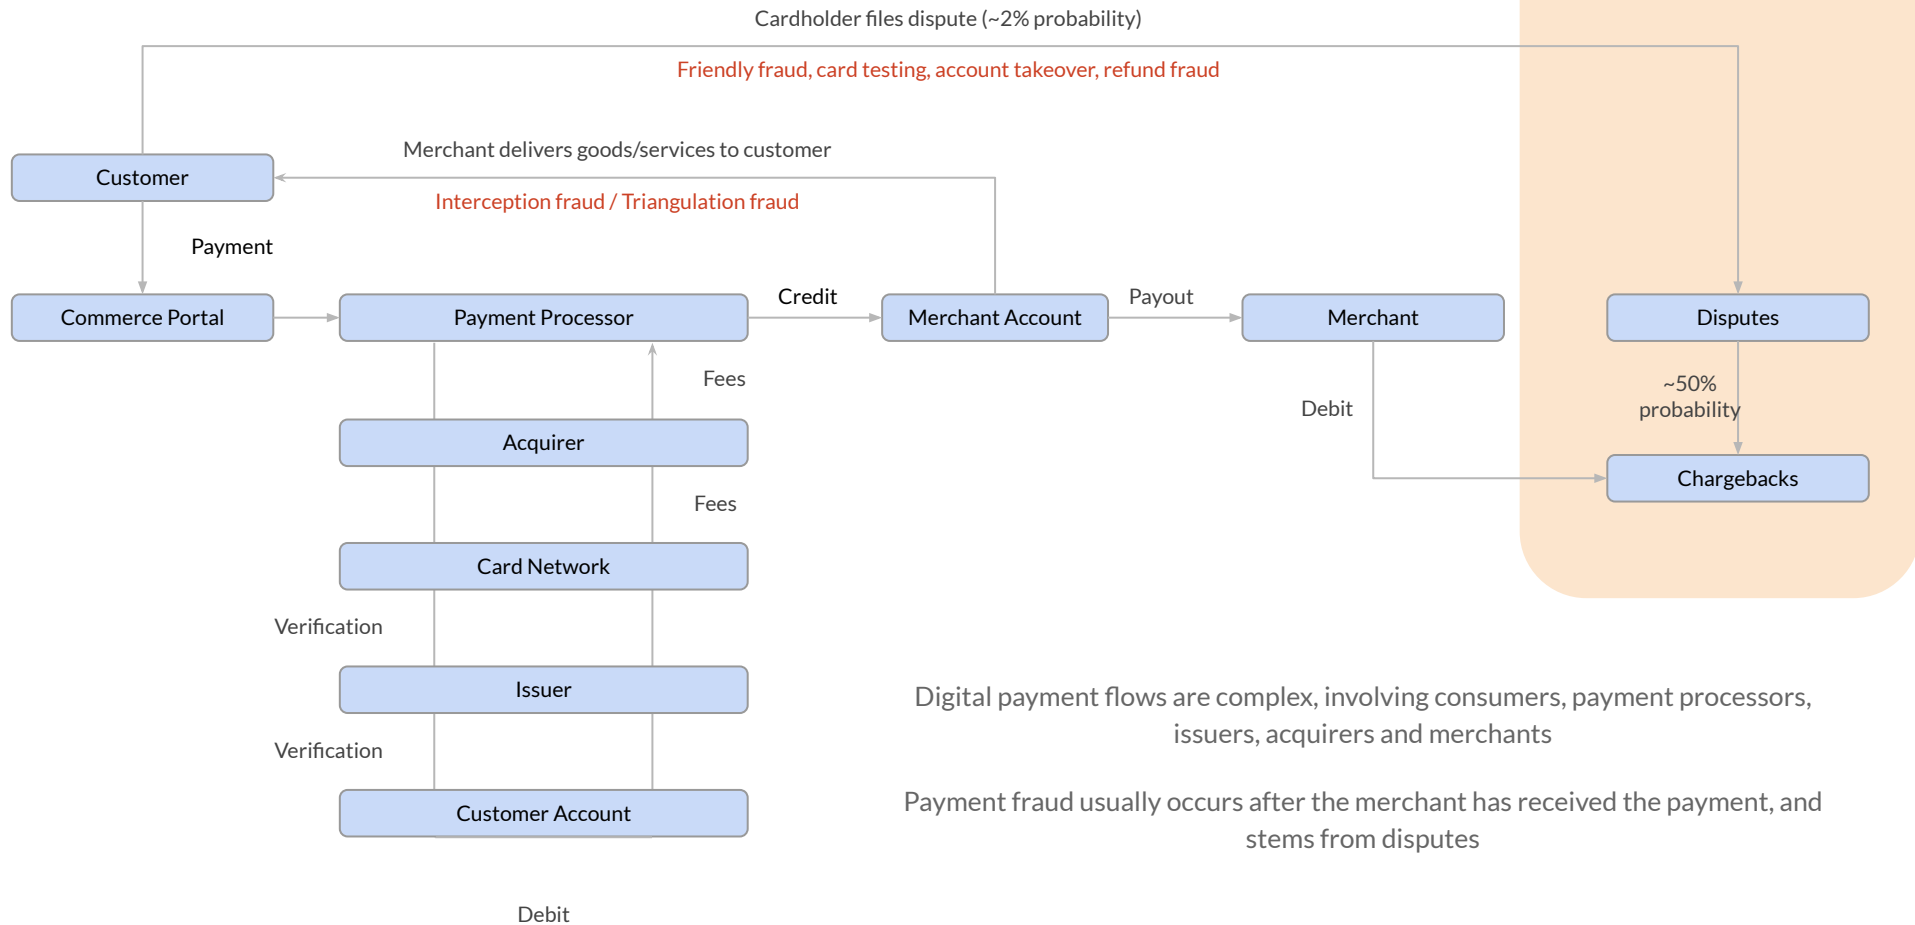 Cardholder files dispute (~2% probability)
Friendly fraud, card testing, account takeover, refund fraud
Merchant delivers goods/services to customer
Customer
Interception fraud / Triangulation fraud
Payment
Commerce Portal
Payment Processor
Credit
Merchant Account
Payout
Merchant
Disputes
Fees
~50%
probability
Debit
Acquirer
Chargebacks
Fees
Card Network
Verification
Issuer
Verification
Customer Account
Debit
Digital payment flows are complex, involving consumers, payment processors,
issuers, acquirers and merchants
Payment fraud usually occurs after the merchant has received the payment, and
stems from disputes